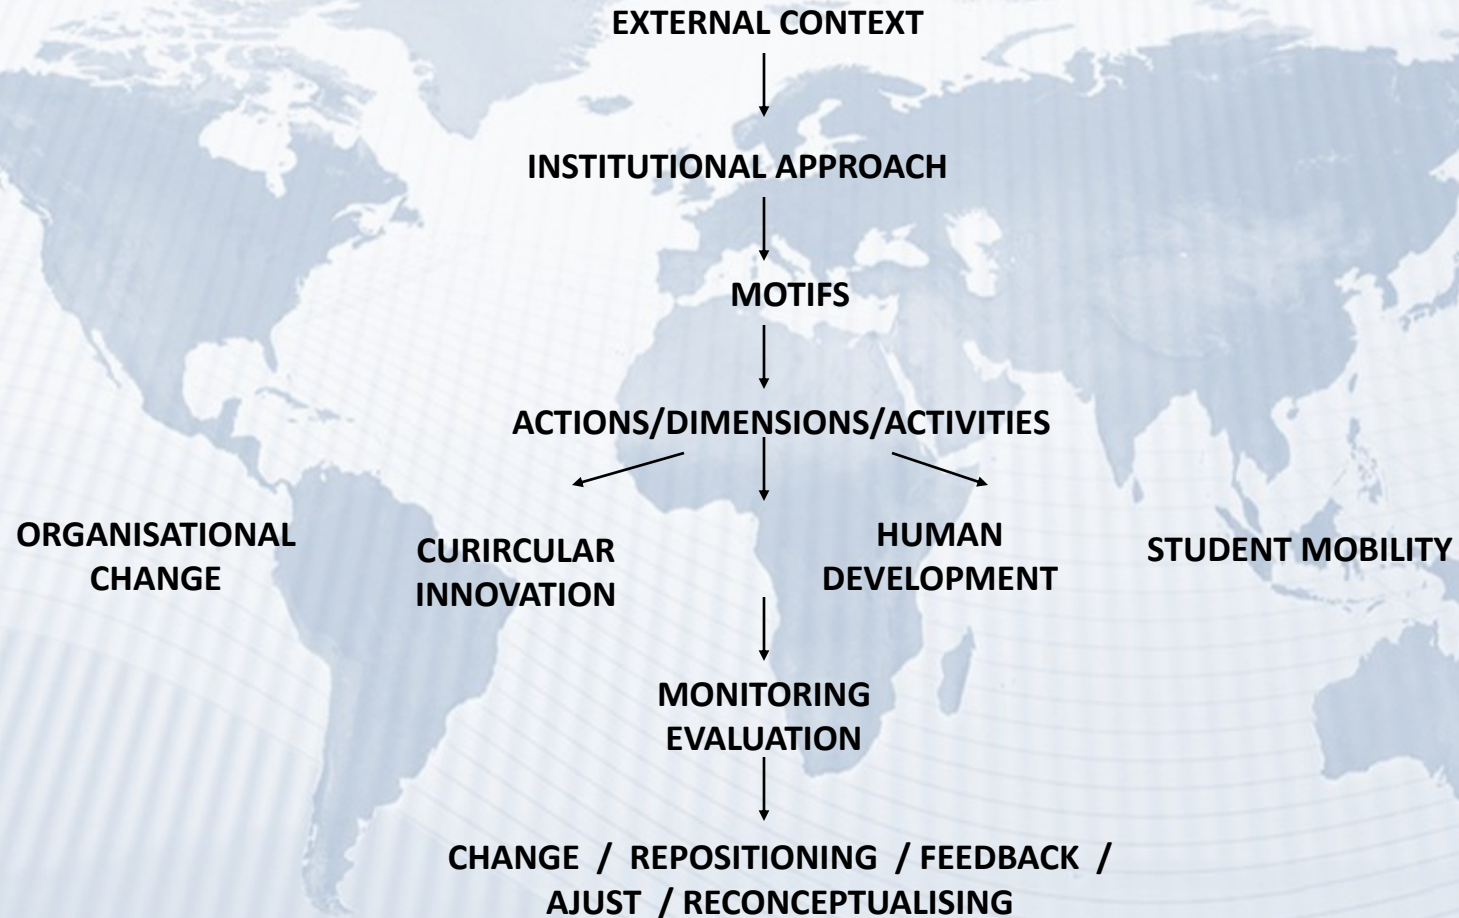 EXTERNAL CONTEXT
INSTITUTIONAL APPROACH
MOTIFS
ACTIONS/DIMENSIONS/ACTIVITIES
ORGANISATIONAL
CHANGE
CURIRCULAR
INNOVATION
HUMAN
DEVELOPMENT
STUDENT MOBILITY
MONITORING
EVALUATION
CHANGE / REPOSITIONING / FEEDBACK /
AJUST / RECONCEPTUALISING